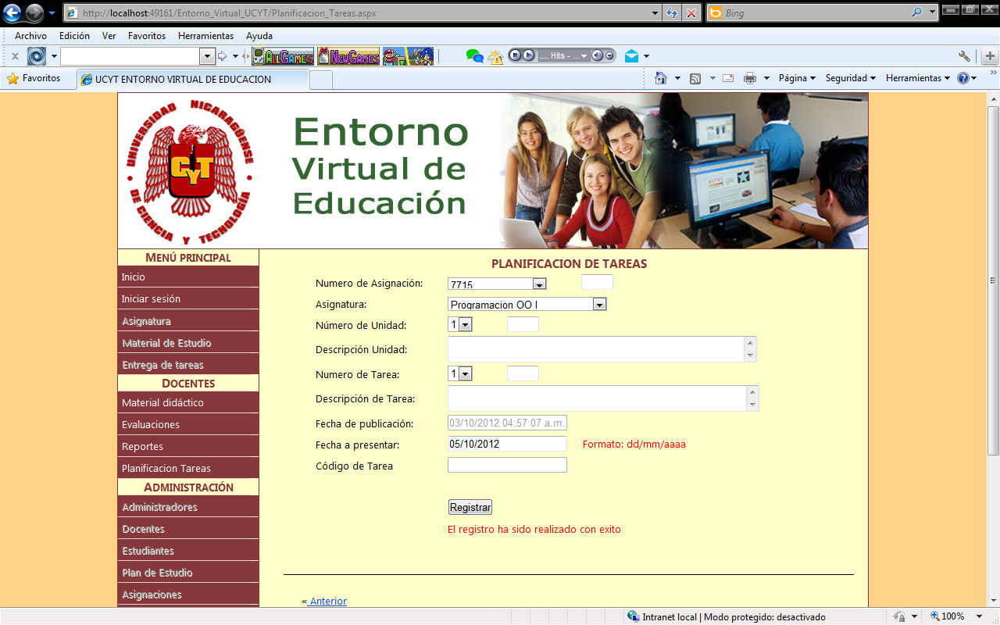 http://localhost:49161/Entorno_Virtual_UCYT/Planificacion_Tareas.aspx
Bing
Archivo Edición Ver Favoritos Herramientas Ayuda
ALLGAMES NEWGAMES ..... Hits - ...
Favoritos UCYT ENTORNO VIRTUAL DE EDUCACION Página Seguridad Herramientas
UNIVERSIDAD NICARAGÜENSE
DE CIENCIA Y TECNOLOGÍA
CYT
Entorno
Virtual de
Educación
MENÚ PRINCIPAL
Inicio
Iniciar sesión
Asignatura
Material de Estudio
Entrega de tareas
DOCENTES
Material didáctico
Evaluaciones
Reportes
Planificacion Tareas
ADMINISTRACIÓN
Administradores
Docentes
Estudiantes
Plan de Estudio
Asignaciones
PLANIFICACION DE TAREAS
Numero de Asignación: 7715
Asignatura: Programacion OO I
Número de Unidad: 1
Descripción Unidad:
Numero de Tarea: 1
Descripción de Tarea:
Fecha de publicación: 03/10/2012 04:57:07 a.m.
Fecha a presentar: 05/10/2012 Formato: dd/mm/aaaa
Código de Tarea
Registrar
El registro ha sido realizado con exito
« Anterior
Intranet local | Modo protegido: desactivado 100%